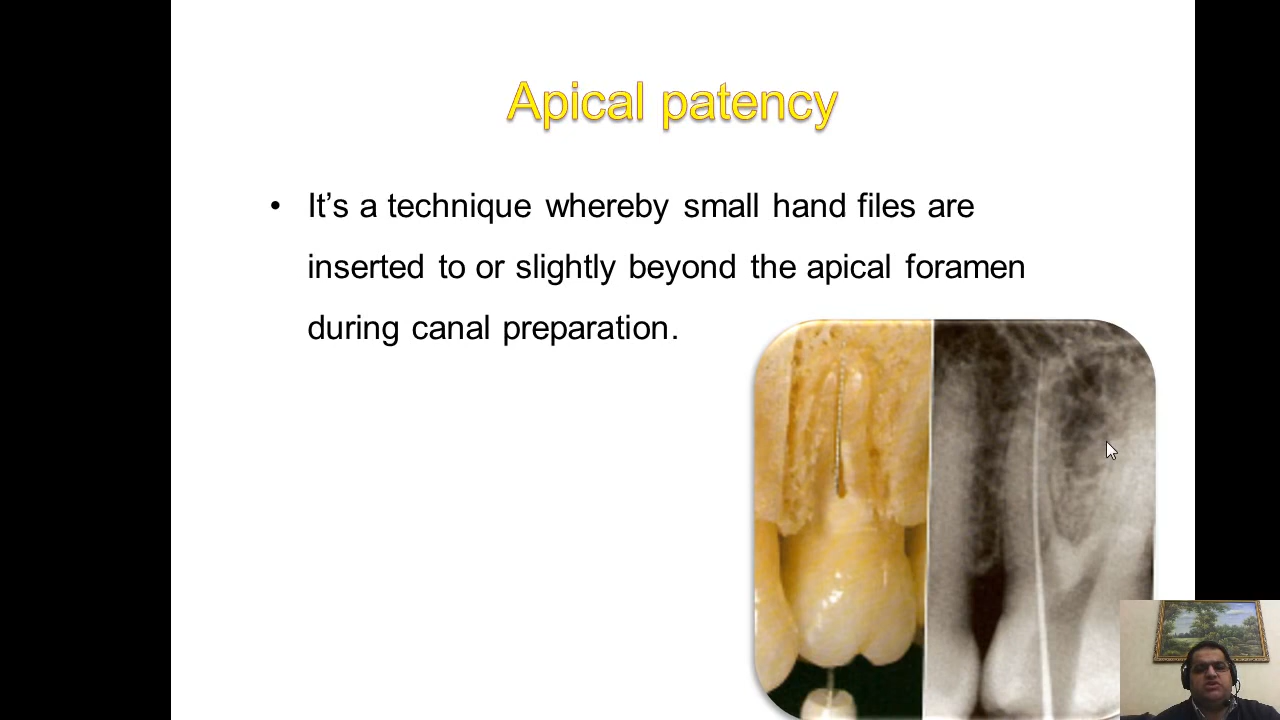 Apical patency
• It’s a technique whereby small hand files are
inserted to or slightly beyond the apical foramen
during canal preparation.